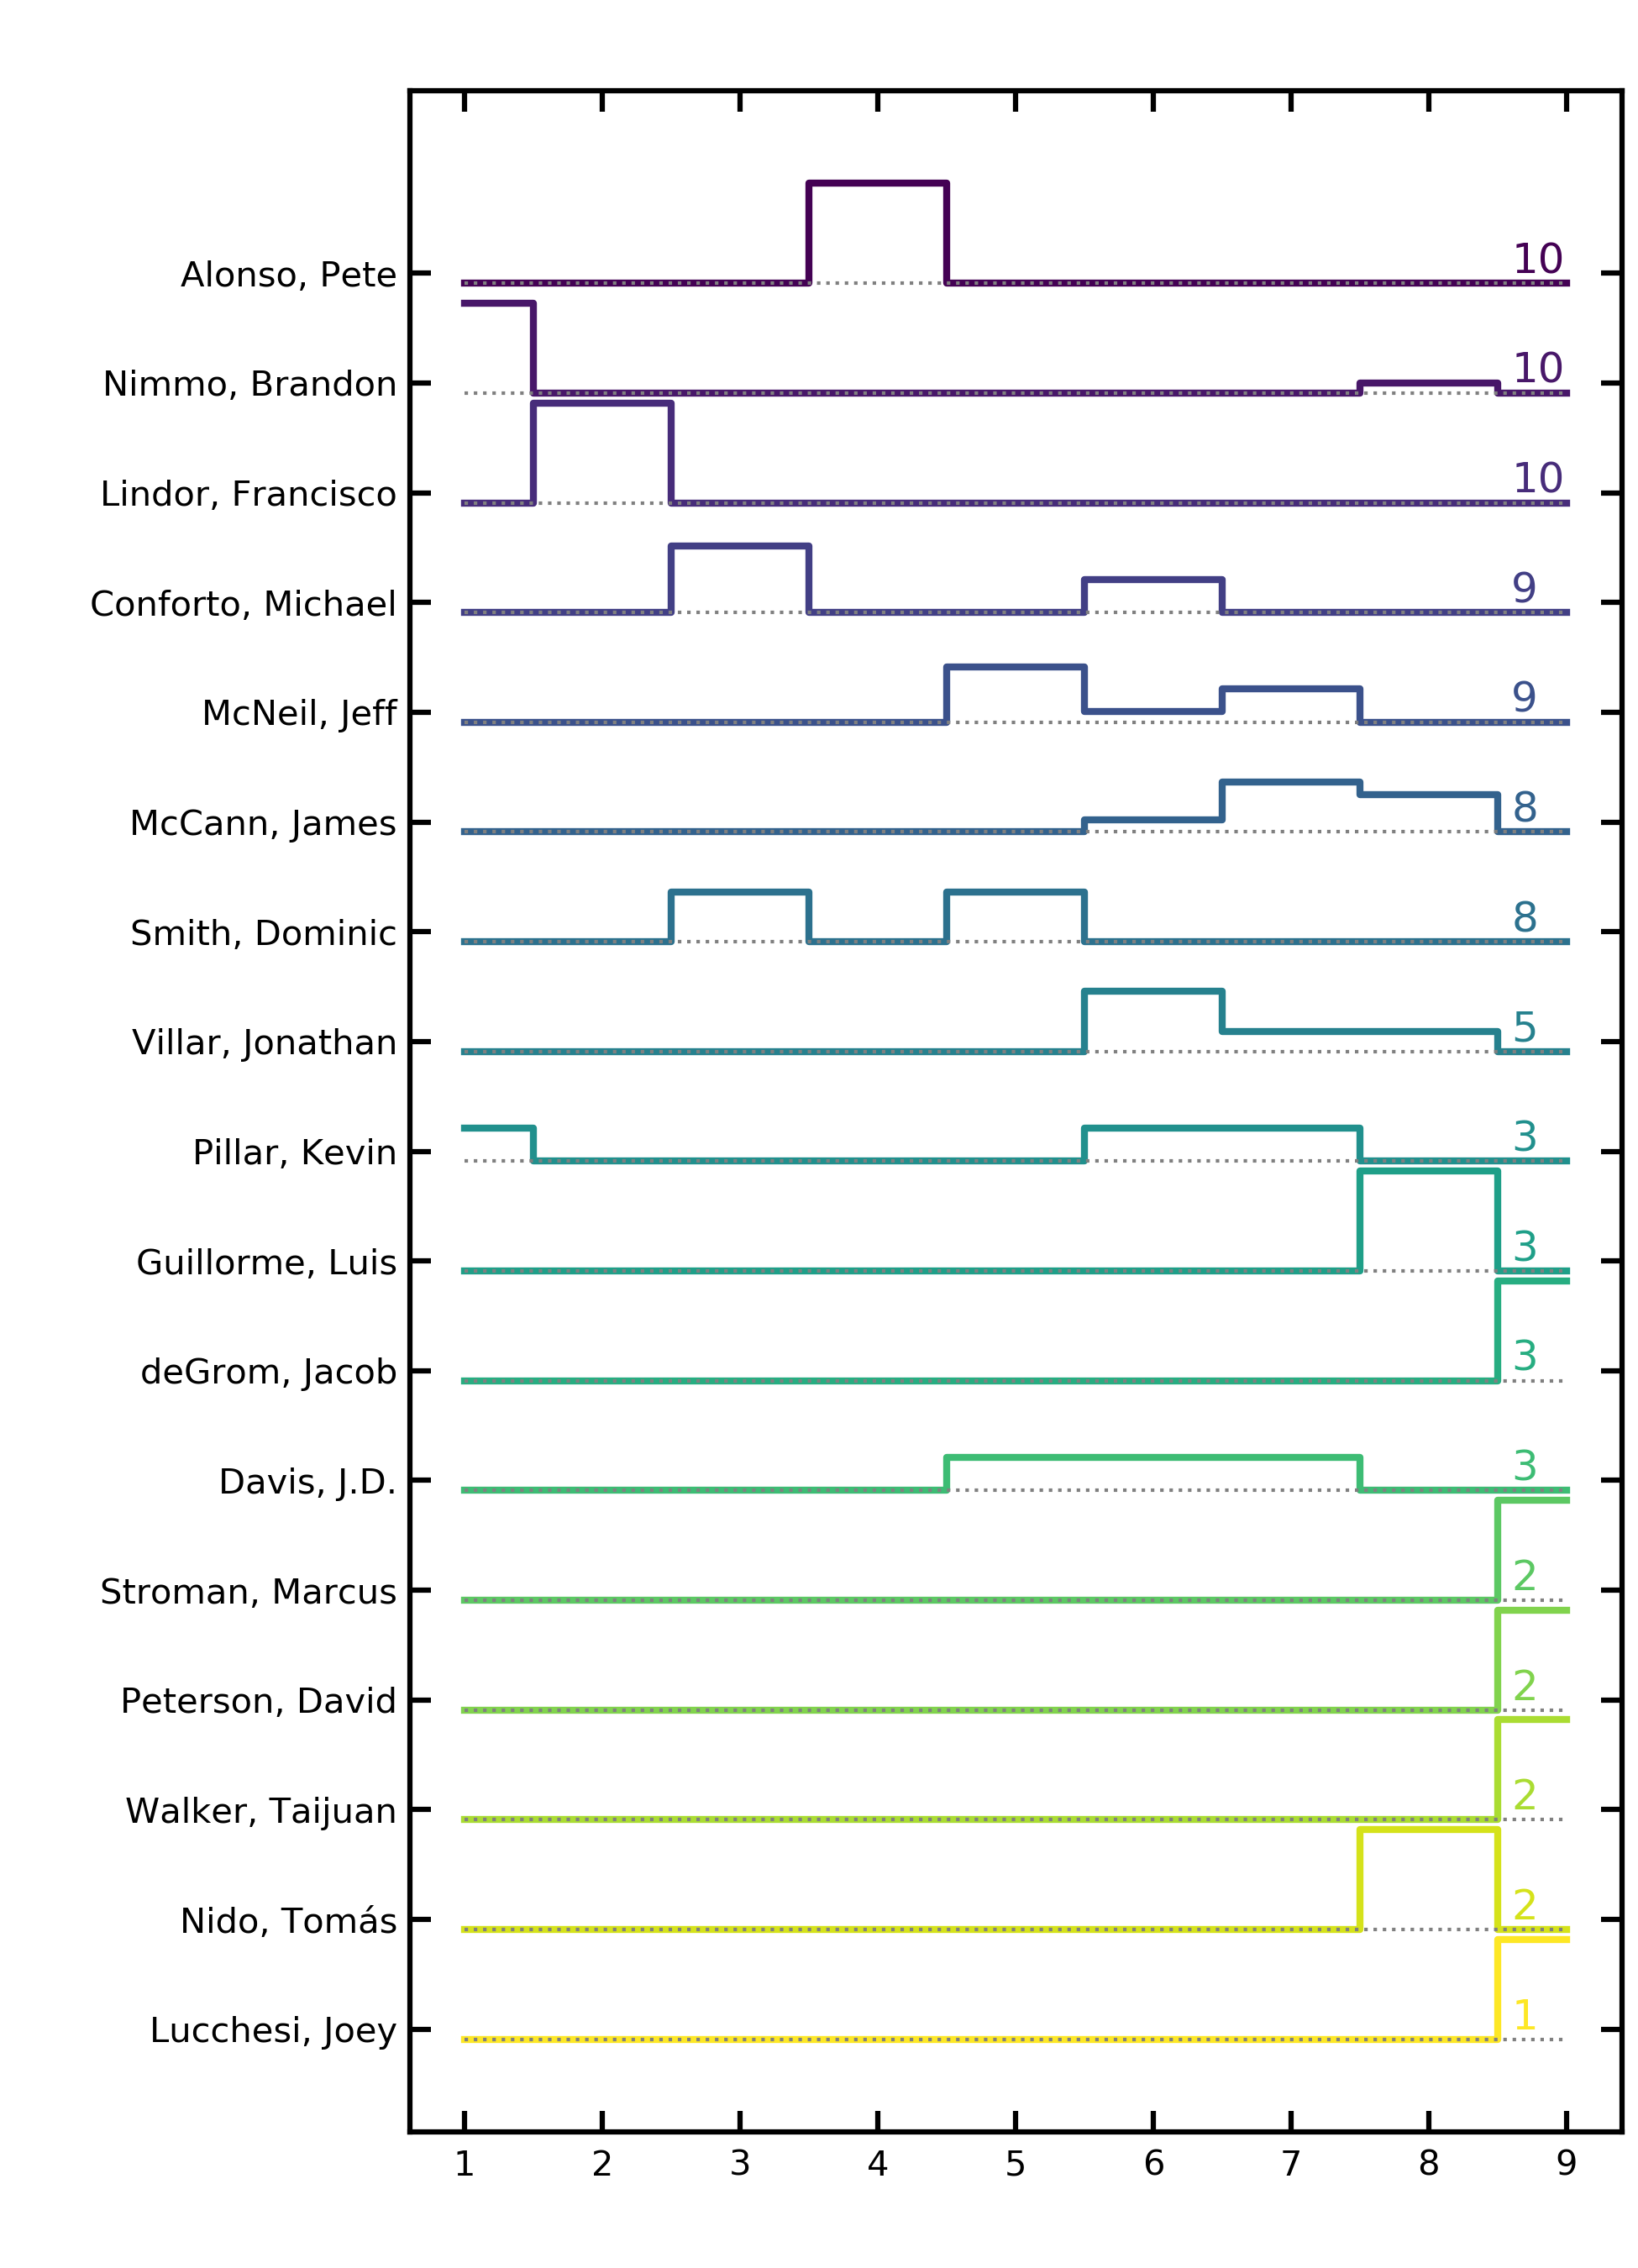 Alonso, Pete 10
Nimmo, Brandon 10
Lindor, Francisco 10
Conforto, Michael 9
McNeil, Jeff 9
McCann, James 8
Smith, Dominic 8
Villar, Jonathan 5
Pillar, Kevin 3
Guillorme, Luis 3
deGrom, Jacob 3
Davis, J.D. 3
Stroman, Marcus 2
Peterson, David 2
Walker, Taijuan 2
Nido, Tomás 2
Lucchesi, Joey 1
1 2 3 4 5 6 7 8 9